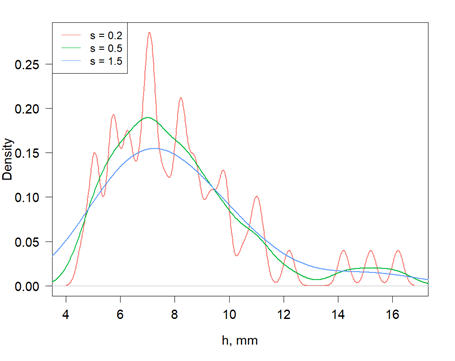 s = 0.2
s = 0.5
s = 1.5
0.25
0.20
0.15
0.10
0.05
0.00
Density
4 6 8 10 12 14 16
h, mm